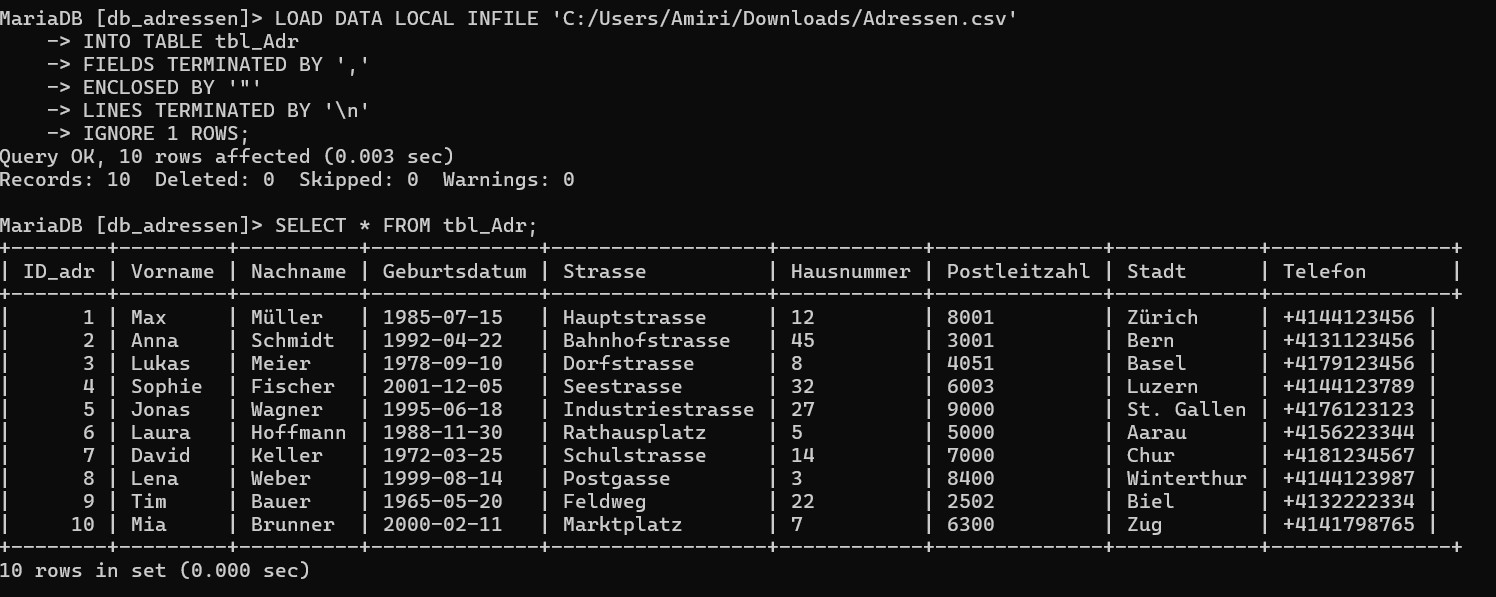 MariaDB [db_adressen]> LOAD DATA LOCAL INFILE 'C:/Users/Amiri/Downloads/Adressen.csv'
    -> INTO TABLE tbl_Adr
    -> FIELDS TERMINATED BY ','
    -> ENCLOSED BY '"'
    -> LINES TERMINATED BY '\n'
    -> IGNORE 1 ROWS;
Query OK, 10 rows affected (0.003 sec)
Records: 10  Deleted: 0  Skipped: 0  Warnings: 0

MariaDB [db_adressen]> SELECT * FROM tbl_Adr;
+--------+---------+-----------+--------------+------------------+------------+--------------+------------+---------------+
| ID_adr | Vorname | Nachname | Geburtsdatum | Strasse          | Hausnummer | Postleitzahl | Stadt      | Telefon       |
+--------+---------+-----------+--------------+------------------+------------+--------------+------------+---------------+
|      1 | Max     | Müller   | 1985-07-15   | Hauptstrasse     | 12         | 8001         | Zürich     | +4144123456 |
|      2 | Anna    | Schmidt  | 1992-04-22   | Bahnhofstrasse   | 45         | 3001         | Bern       | +4131123456 |
|      3 | Lukas   | Meier    | 1978-09-10   | Dorfstrasse      | 8          | 4051         | Basel      | +4179123456 |
|      4 | Sophie  | Fischer  | 2001-12-05   | Seestrasse       | 32         | 6003         | Luzern     | +4144123789 |
|      5 | Jonas   | Wagner   | 1995-06-18   | Industriestrasse | 27         | 9000         | St. Gallen | +4176123123 |
|      6 | Laura   | Hoffmann | 1988-11-30   | Rathausplatz     | 5          | 5000         | Aarau      | +4156223344 |
|      7 | David   | Keller   | 1972-03-25   | Schulstrasse     | 14         | 7000         | Chur       | +4181234567 |
|      8 | Lena    | Weber    | 1999-08-14   | Postgasse        | 3          | 8400         | Winterthur | +4144123987 |
|      9 | Tim     | Bauer    | 1965-05-20   | Feldweg          | 22         | 2502         | Biel       | +4132222334 |
|     10 | Mia     | Brunner  | 2000-02-11   | Marktplatz       | 7          | 6300         | Zug        | +4141798765 |
+--------+---------+-----------+--------------+------------------+------------+--------------+------------+---------------+
10 rows in set (0.000 sec)